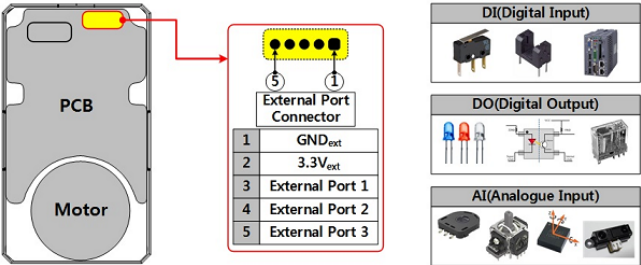 PCB
Motor
5
1
External Port
Connector
1 GNDext
2 3.3Vext
3 External Port 1
4 External Port 2
5 External Port 3
DI(Digital Input)
DO(Digital Output)
AI(Analogue Input)